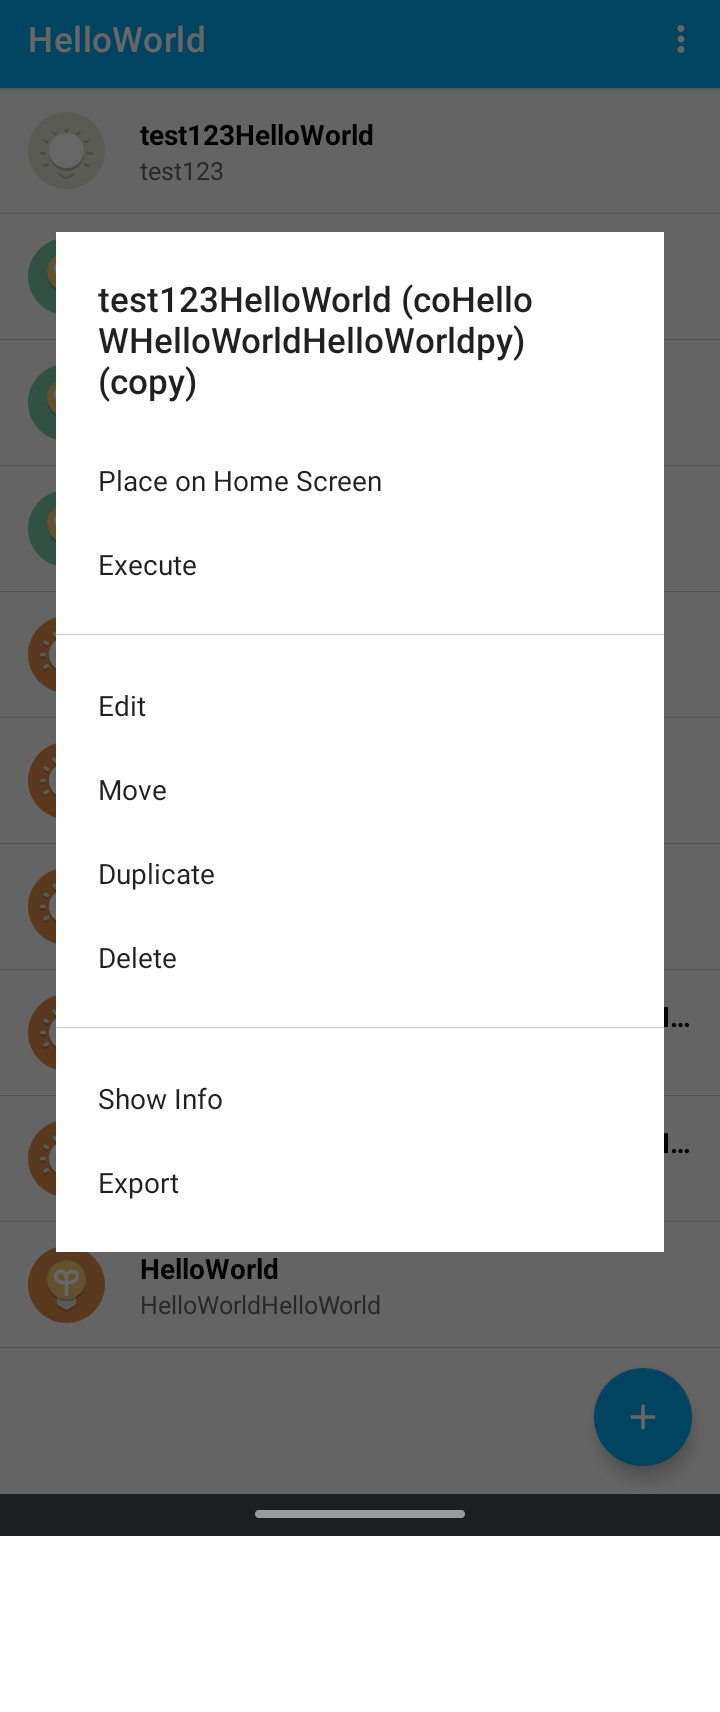 HelloWorld
test123HelloWorld
test123
test123HelloWorld (coHello
WHelloWorldHelloWorldpy)
(copy)
Place on Home Screen
Execute
Edit
Move
Duplicate
Delete
Show Info
Export
HelloWorld
HelloWorldHelloWorld